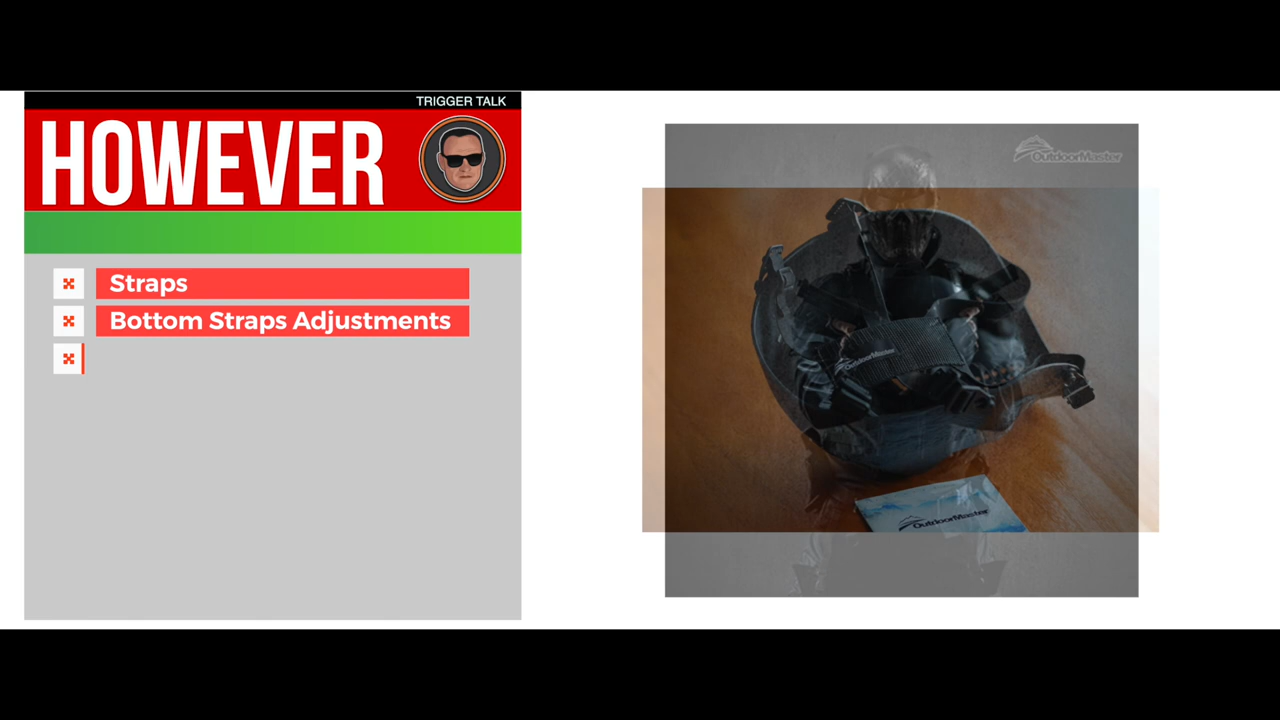 TRIGGER TALK
HOWEVER
Straps
Bottom Straps Adjustments
OutdoorMaster
OutdoorMaster
OutdoorMaster